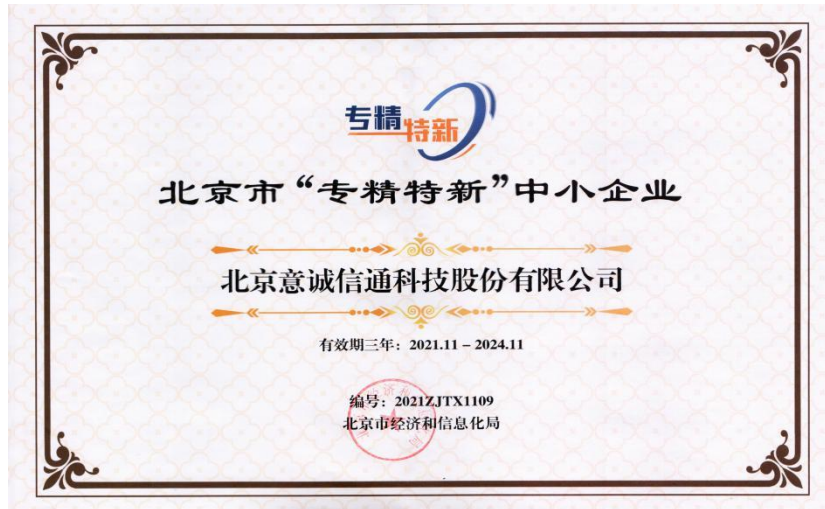 专精特新
北京市“专精特新”中小企业
北京意诚信通科技股份有限公司
有效期三年：2021.11－2024.11
编号：2021ZJTX1109
北京市经济和信息化局